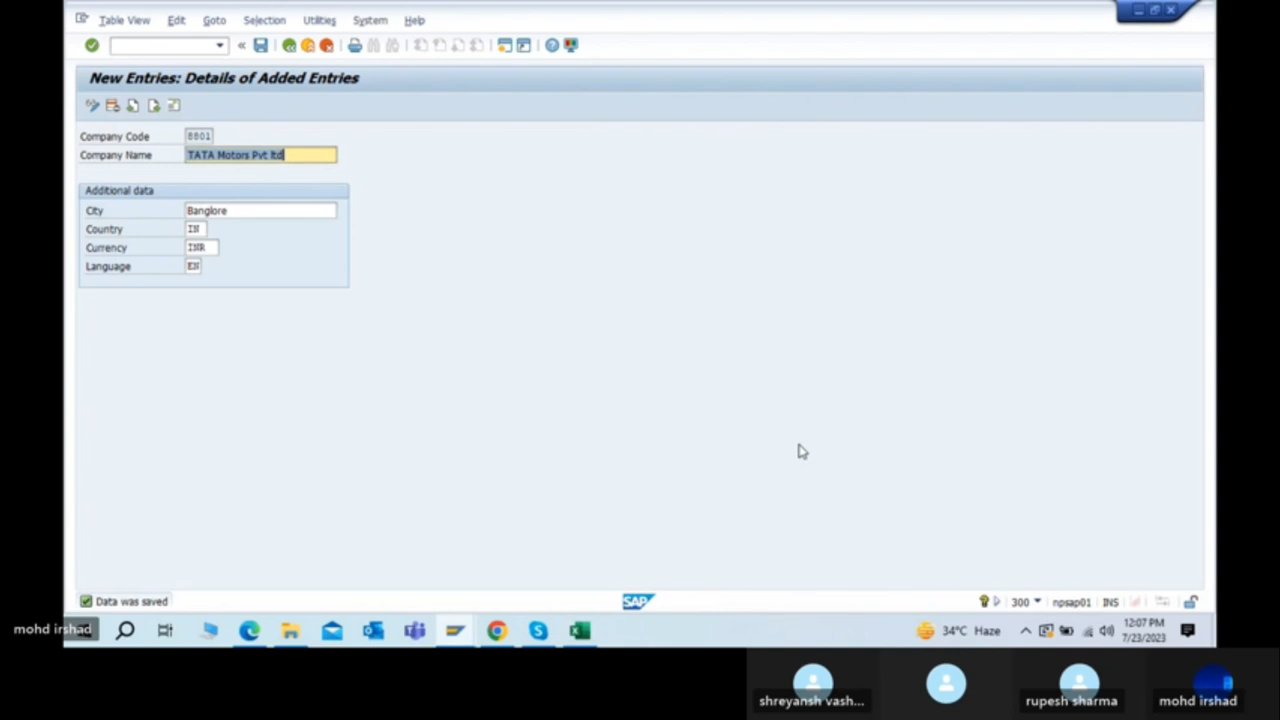 Table View Edit Goto Selection Utilities System Help
New Entries: Details of Added Entries
Company Code 8801
Company Name TATA Motors Pvt ltd
Additional data
City Banglore
Country IN
Currency INR
Language EN
Data was saved
SAP
300 npsap01 INS
mohd irshad
34°C Haze
12:07 PM
7/23/2023
shreyansh vash...
rupesh sharma
mohd irshad